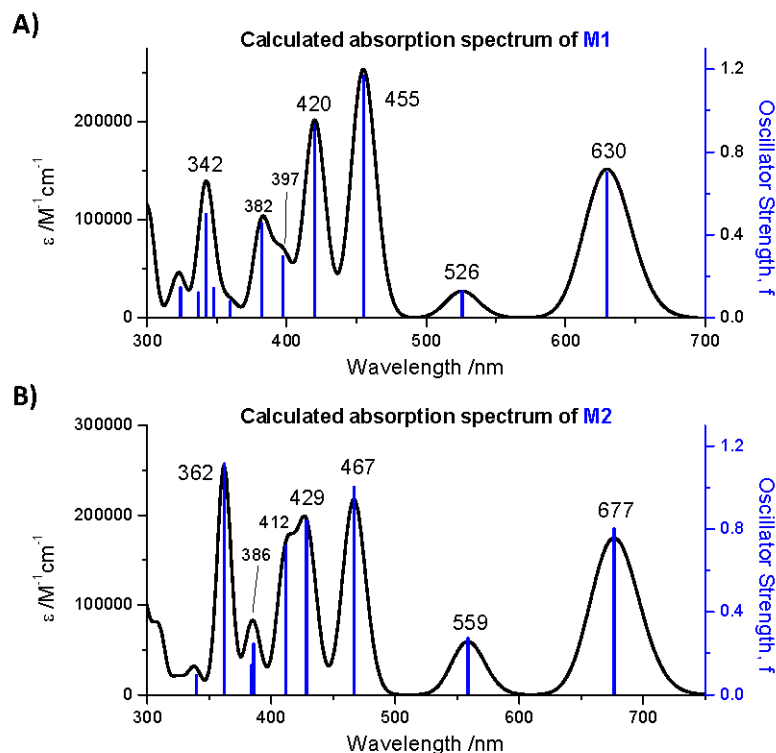 A)
Calculated absorption spectrum of M1
342
382
397
420
455
526
630
200000
100000
0
ε /M⁻¹cm⁻¹
1.2
0.8
0.4
0.0
Oscillator Strength, f
300 400 500 600 700
Wavelength /nm
B)
Calculated absorption spectrum of M2
362
386
412
429
467
559
677
300000
200000
100000
0
ε /M⁻¹cm⁻¹
1.2
0.8
0.4
0.0
Oscillator Strength, f
300 400 500 600 700
Wavelength /nm